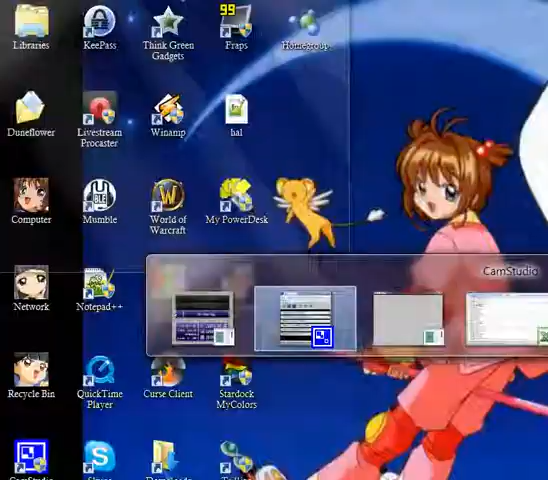 99
Libraries
KeePass
Think Green
Gadgets
Fraps
Homegroup
Duneflower
Livestream
Procaster
Winamp
hal
Computer
Mumble
BLE
World of
Warcraft
My PowerDesk
CamStudio
Network
Notepad++
Recycle Bin
QuickTime
Player
Curse Client
Stardock
MyColors